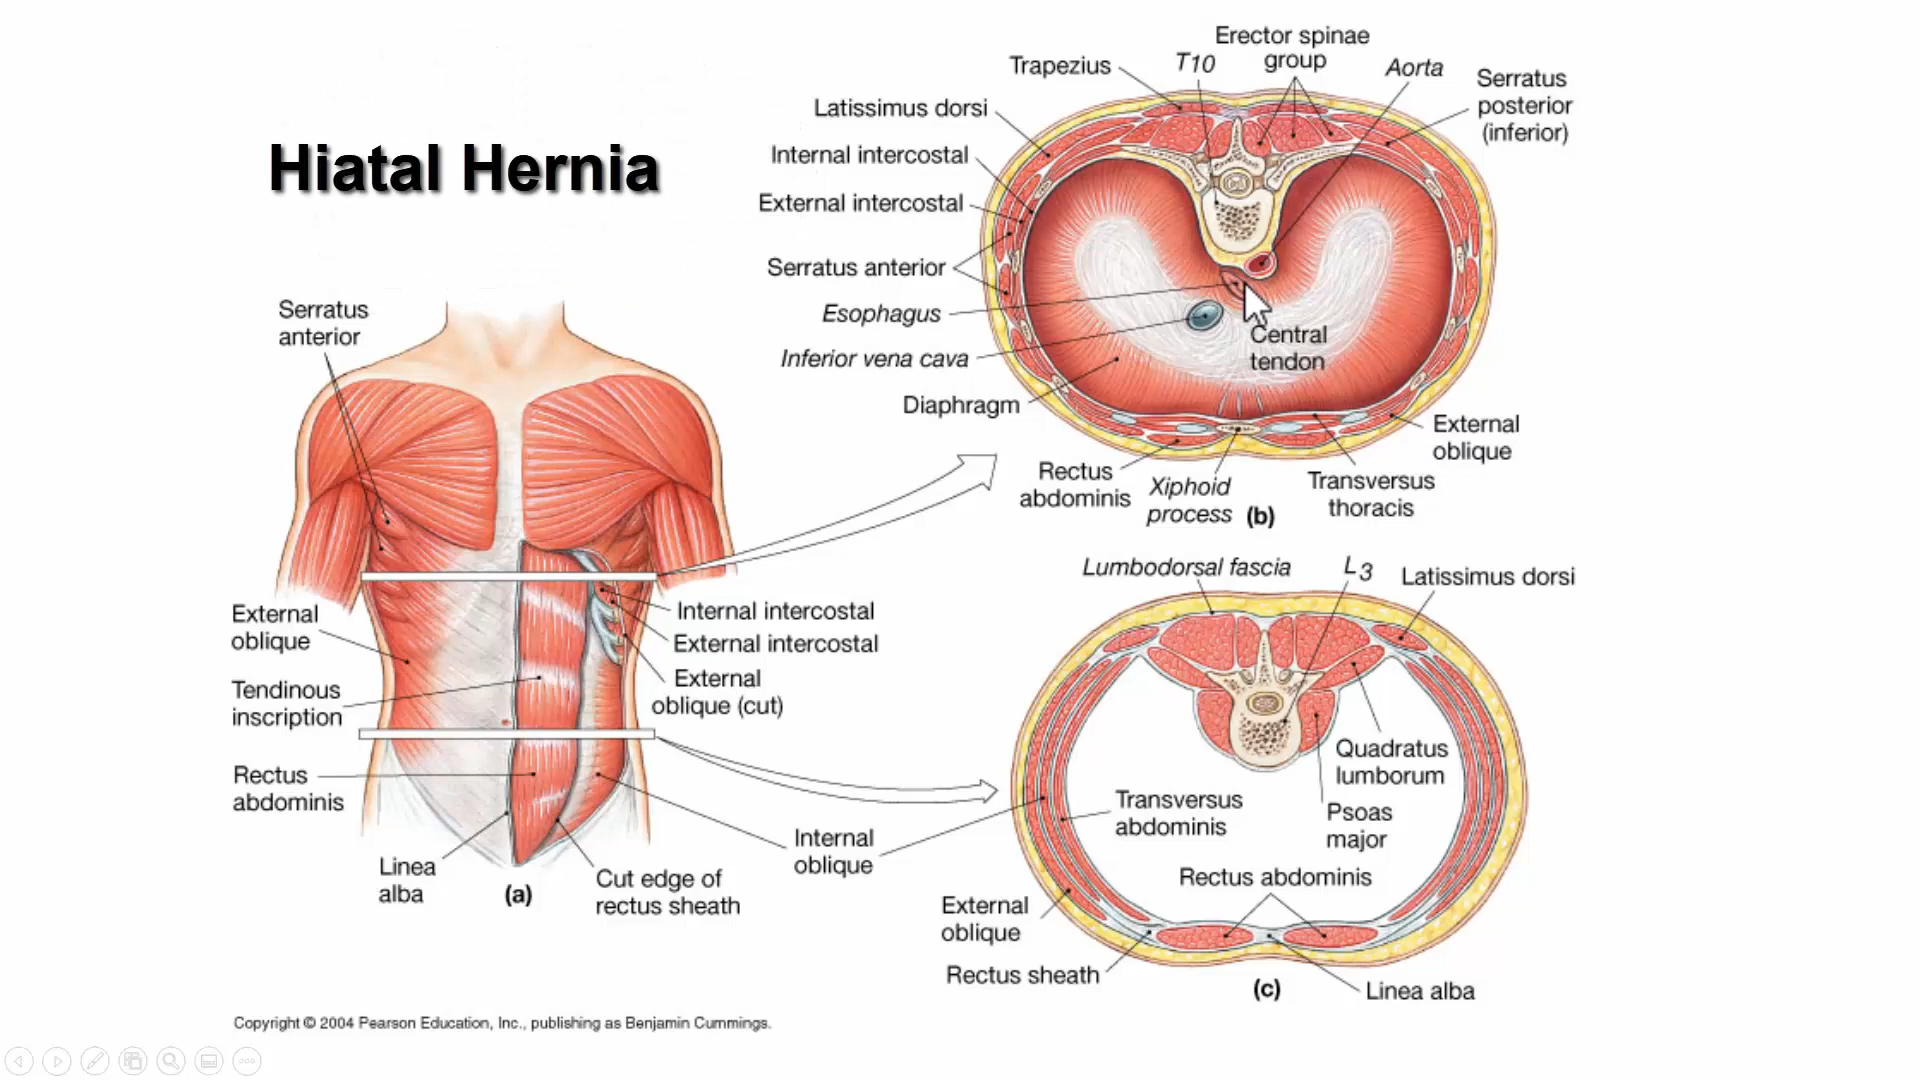 Hiatal Hernia
Serratus
anterior
External
oblique
Tendinous
inscription
Rectus
abdominis
Linea
alba
(a)
Cut edge of
rectus sheath
Internal intercostal
External intercostal
External
oblique (cut)
Internal
oblique
Trapezius
T10
Erector spinae
group
Aorta
Serratus
posterior
(inferior)
Latissimus dorsi
Internal intercostal
External intercostal
Serratus anterior
Esophagus
Inferior vena cava
Diaphragm
Central
tendon
External
oblique
Rectus
abdominis
Xiphoid
process
(b)
Transversus
thoracis
Lumbodorsal fascia
L3
Latissimus dorsi
Quadratus
lumborum
Psoas
major
Transversus
abdominis
Rectus abdominis
External
oblique
Rectus sheath
(c)
Linea alba
Copyright © 2004 Pearson Education, Inc., publishing as Benjamin Cummings.